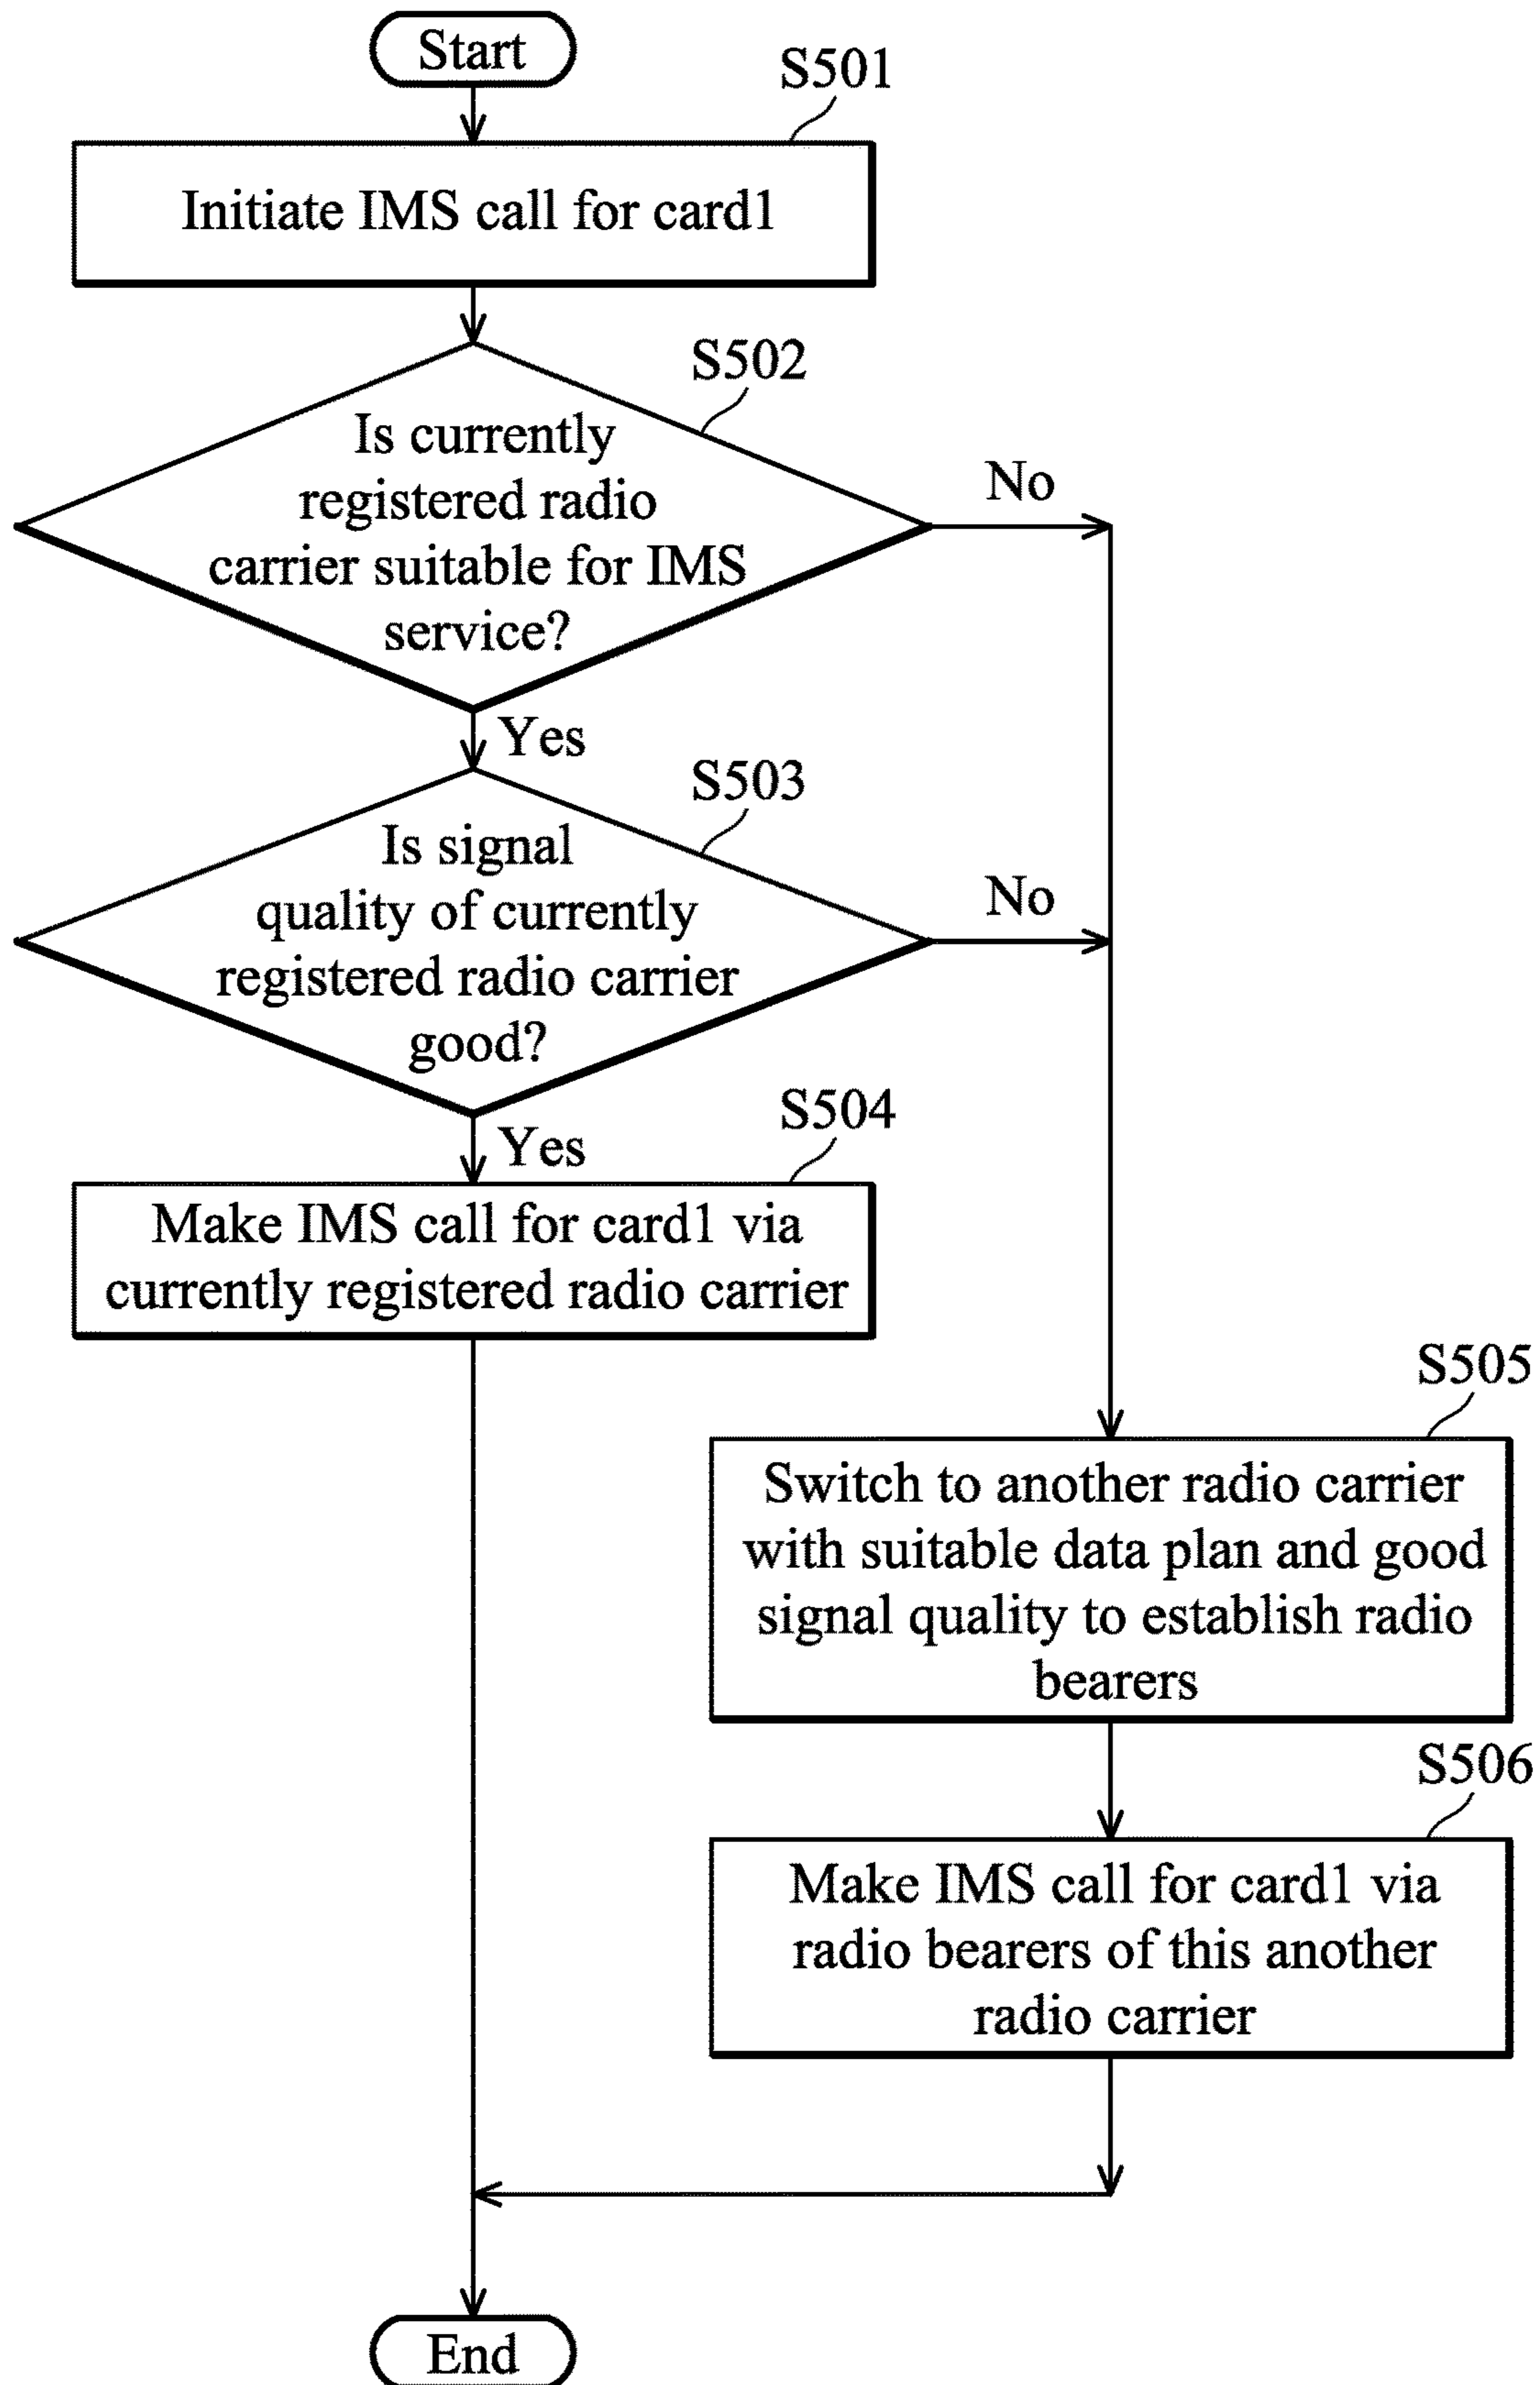 Start
S501
Initiate IMS call for card1
S502
Is currently
registered radio
carrier suitable for IMS
service?
No
Yes
S503
Is signal
quality of currently
registered radio carrier
good?
No
Yes
S504
Make IMS call for card1 via
currently registered radio carrier
S505
Switch to another radio carrier
with suitable data plan and good
signal quality to establish radio
bearers
S506
Make IMS call for card1 via
radio bearers of this another
radio carrier
End